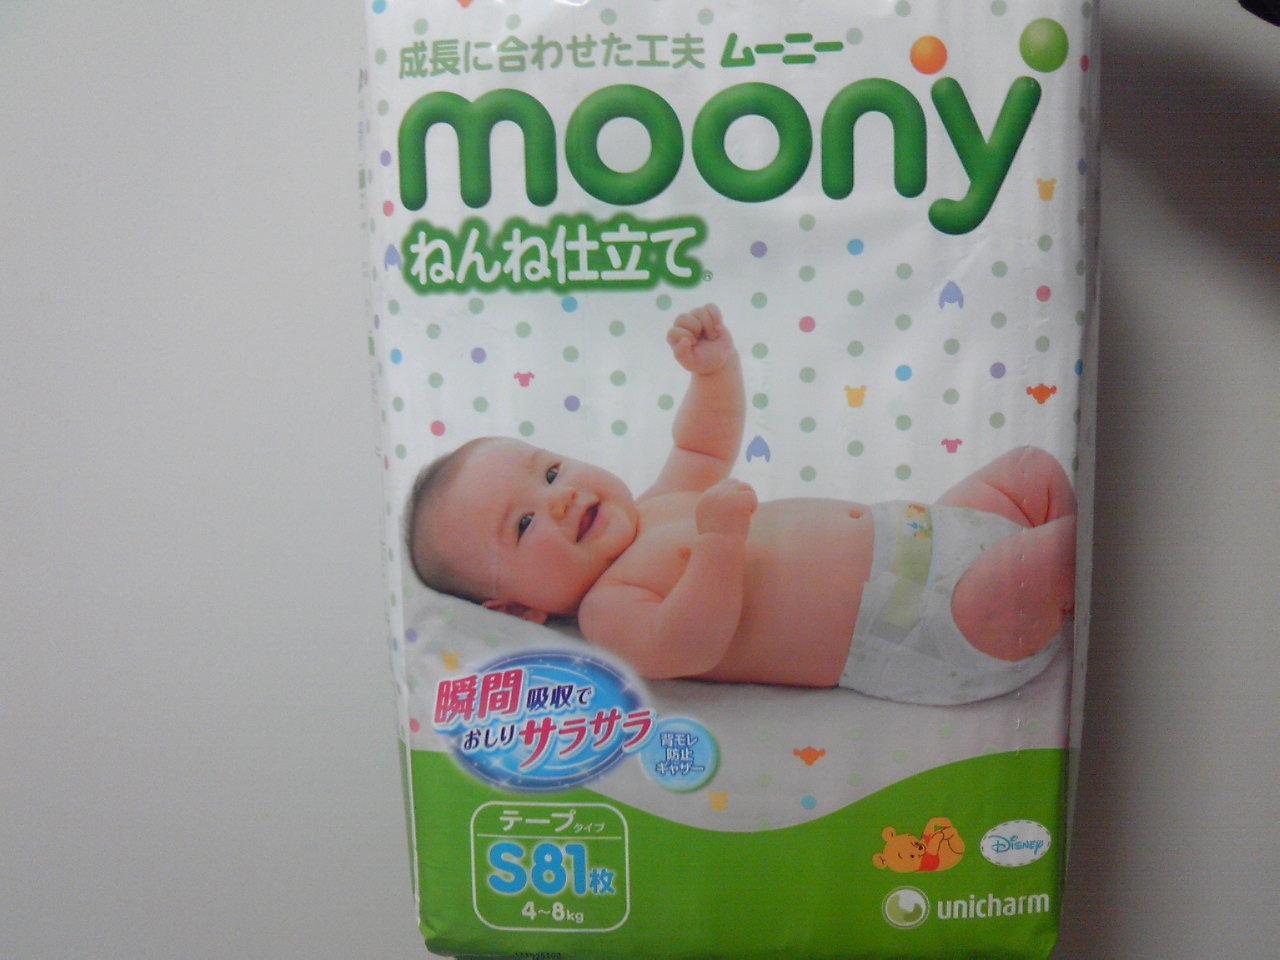 成長に合わせた工夫 ムーニー
moony
ねんね仕立て®
瞬間吸収で
おしりサラサラ
背モレ
防止
ギャザー
テープタイプ
S81枚
4~8kg
Disney
unicharm